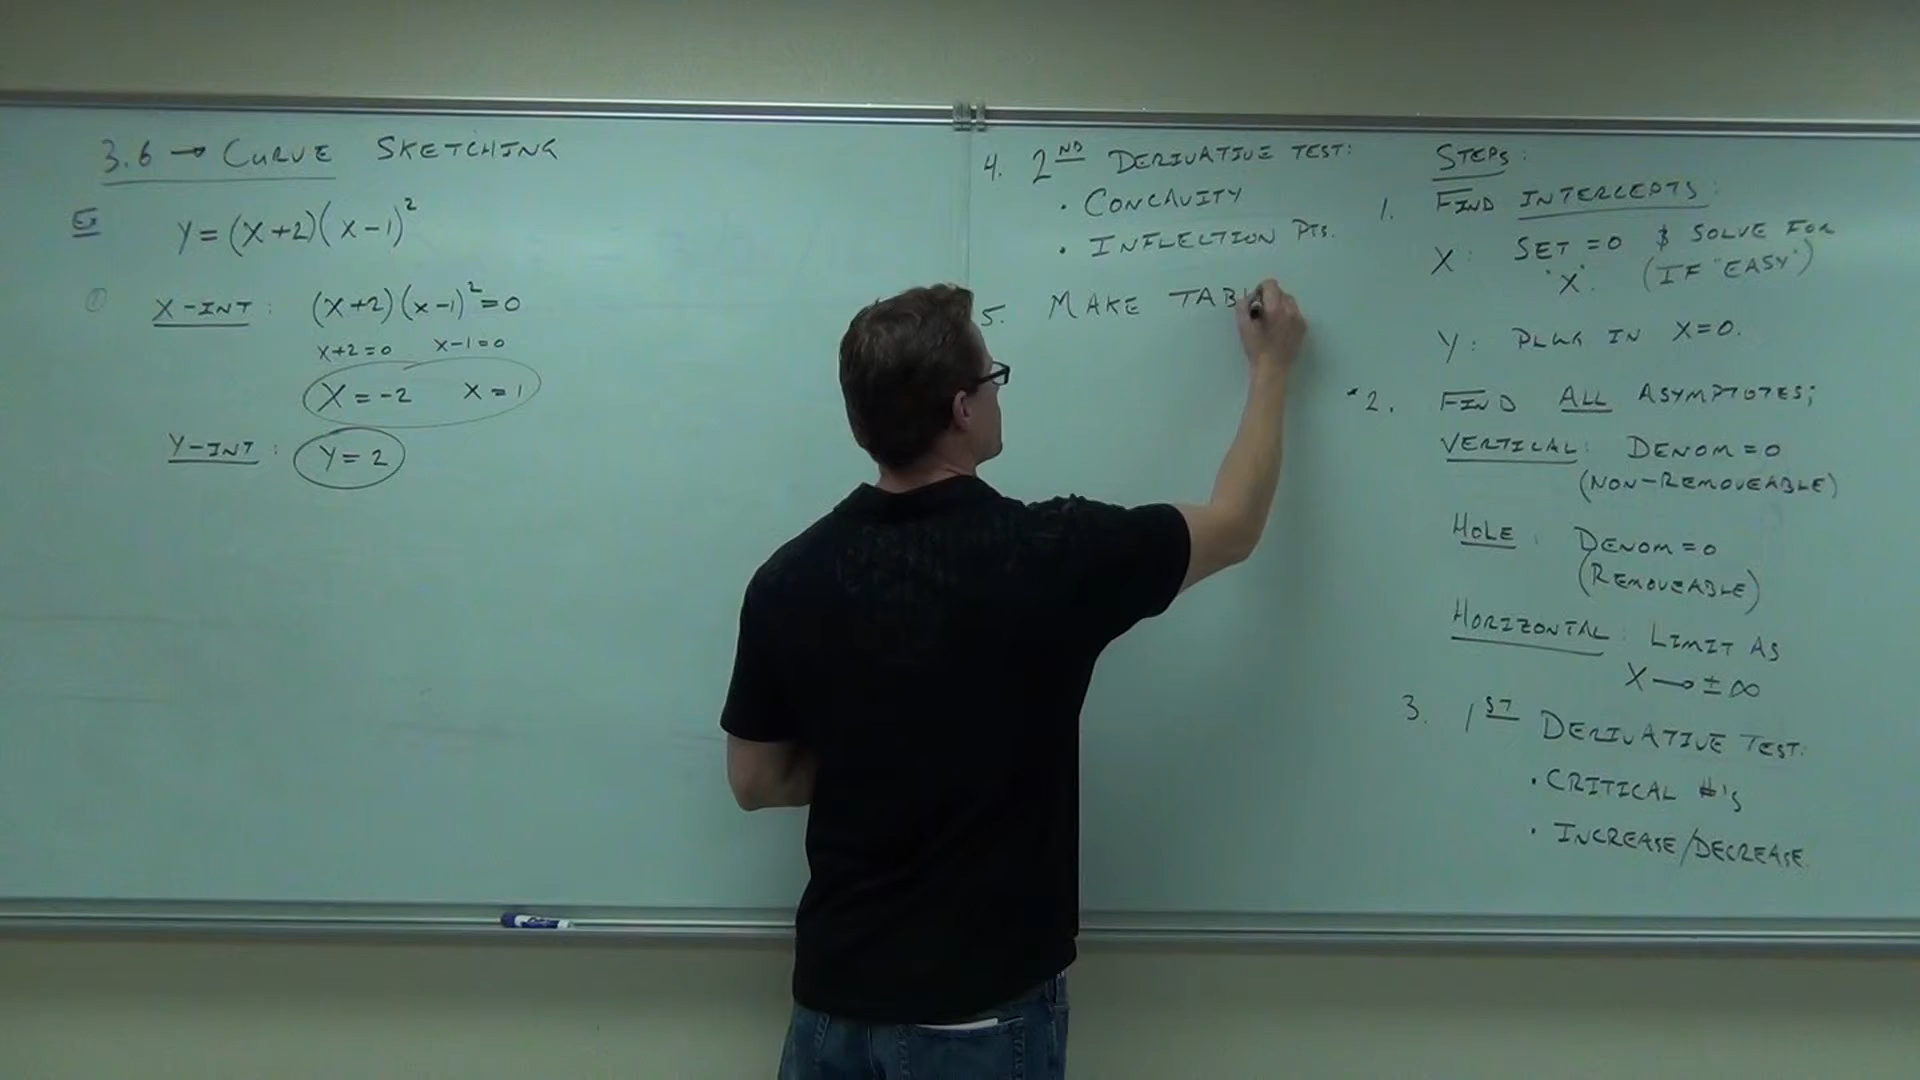 3.6 → CURVE SKETCHING
Ex
Y=(X+2)(X-1)²
①
X-INT: (X+2)(X-1)²=0
X+2=0 X-1=0
X=-2 X=1
Y-INT: Y=2
4. 2ND DERIVATIVE TEST:
• CONCAVITY
• INFLECTION PTS.
5. MAKE TAB
STEPS:
1. FIND INTERCEPTS:
X: SET =0 & SOLVE FOR
"X". (IF "EASY")
Y: PLUG IN X=0.
*2. FIND ALL ASYMPTOTES;
VERTICAL: DENOM=0
(NON-REMOVEABLE)
HOLE: DENOM=0
(REMOVEABLE)
HORIZONTAL: LIMIT AS
X→±∞
3. 1ST DERIVATIVE TEST:
• CRITICAL #'S
• INCREASE/DECREASE.